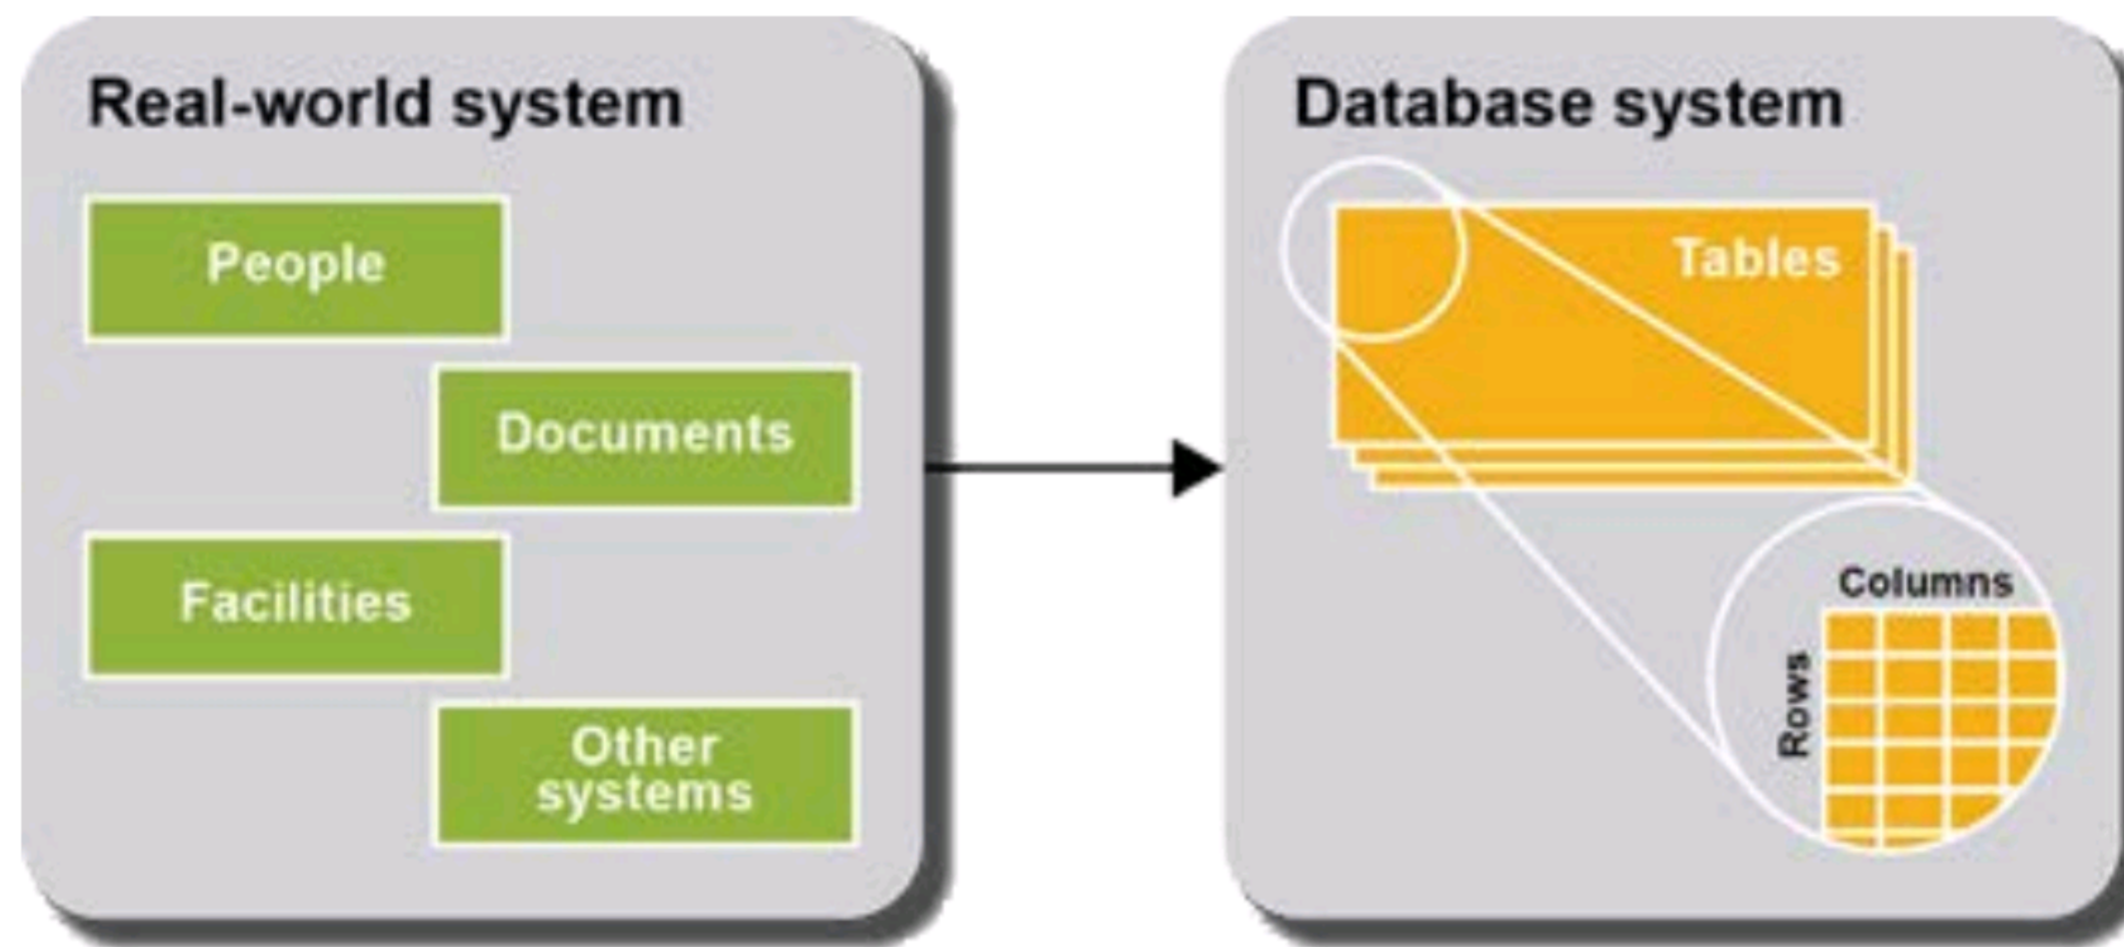 Real-world system
People
Documents
Facilities
Other
systems
Database system
Tables
Columns
Rows